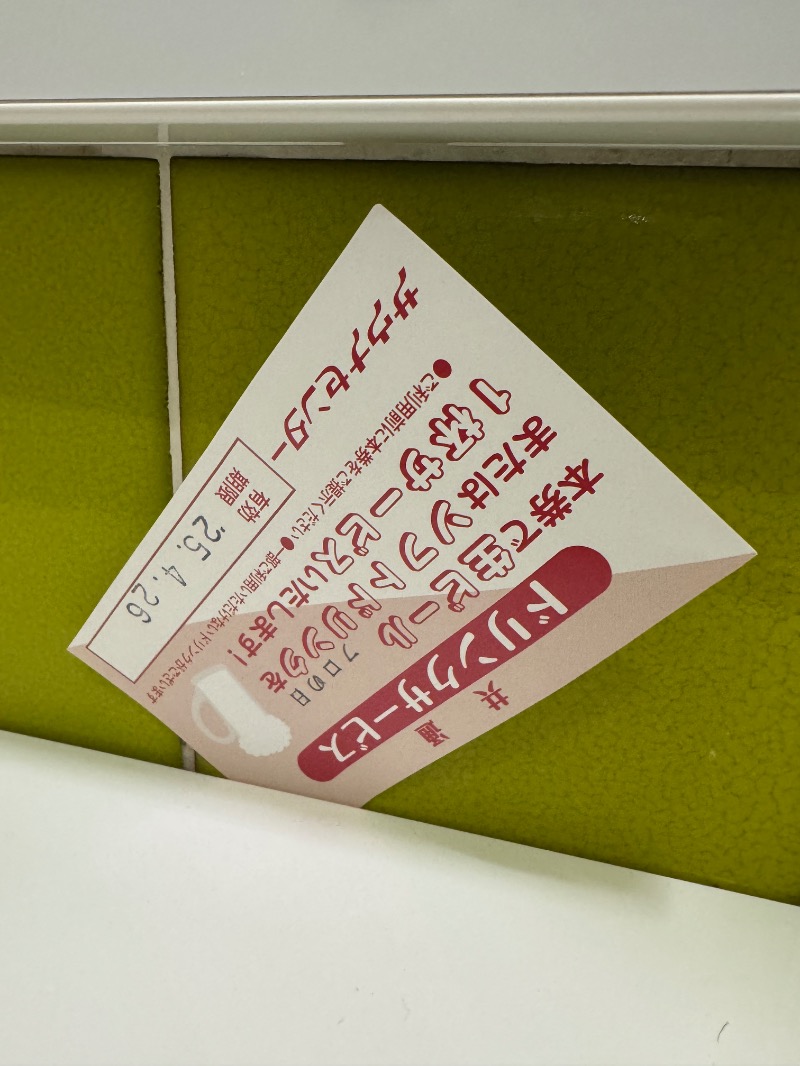 共通
ドリンクサービス
本券で生ビール
またはソフトドリンクを
1杯サービスいたします!
フロの日
●ご利用前に本券をご提示ください ●一部ご利用いただけないドリンクがございます
サウナセンター
有効
期限
'25.4.26